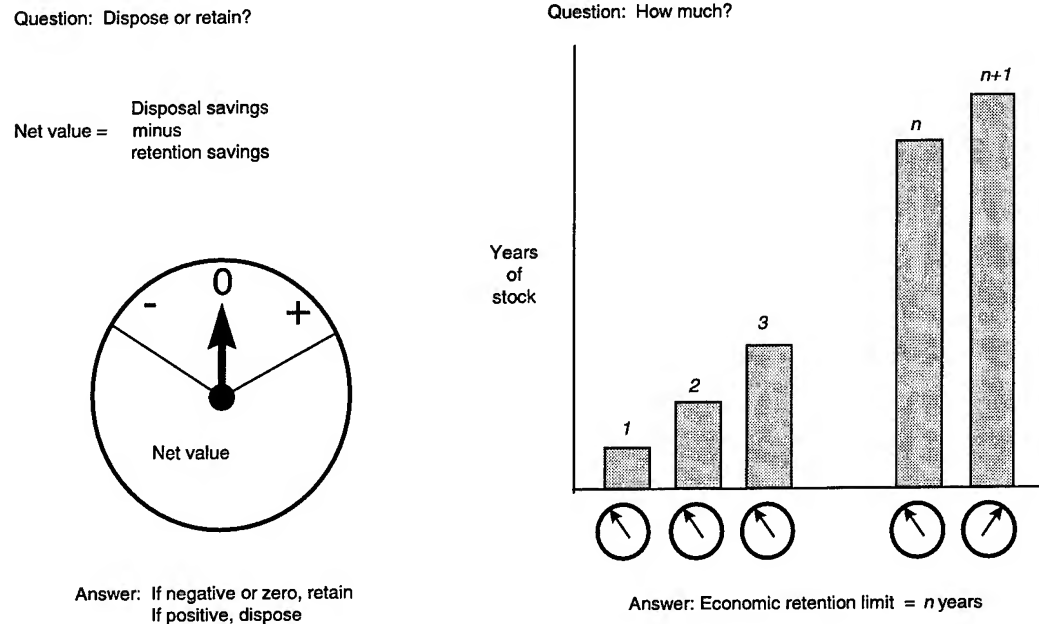 Question: Dispose or retain?
Net value =
Disposal savings
minus
retention savings
- 0 +
Net value
Answer: If negative or zero, retain
If positive, dispose
Question: How much?
Years
of
stock
1
2
3
n
n+1
Answer: Economic retention limit = n years